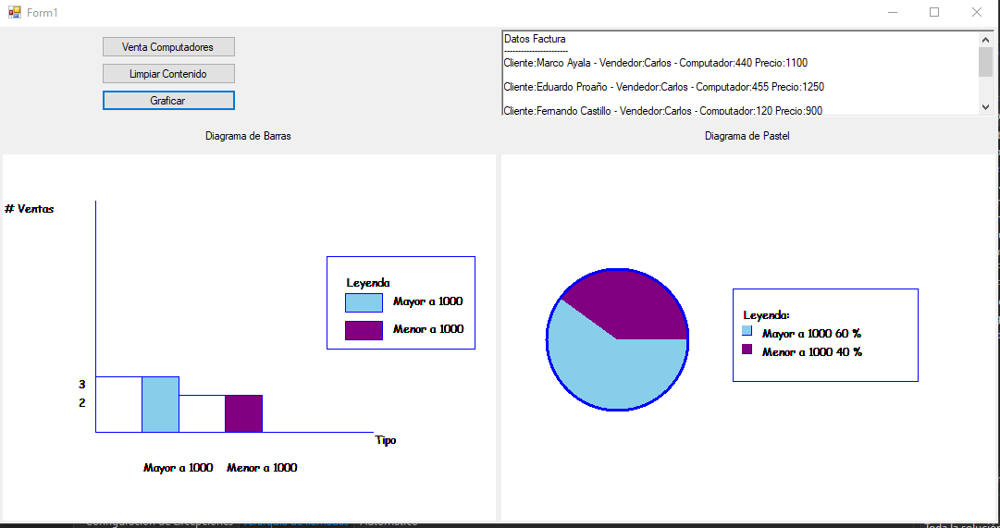 Form1
Venta Computadores
Limpiar Contenido
Graficar
Datos Factura
-----------------------
Cliente:Marco Ayala - Vendedor:Carlos - Computador:440 Precio:1100
Cliente:Eduardo Proaño - Vendedor:Carlos - Computador:455 Precio:1250
Cliente:Fernando Castillo - Vendedor:Carlos - Computador:120 Precio:900
Diagrama de Barras
Diagrama de Pastel
# Ventas
Leyenda
Mayor a 1000
Menor a 1000
3
2
Tipo
Mayor a 1000 Menor a 1000
Leyenda:
Mayor a 1000 60 %
Menor a 1000 40 %